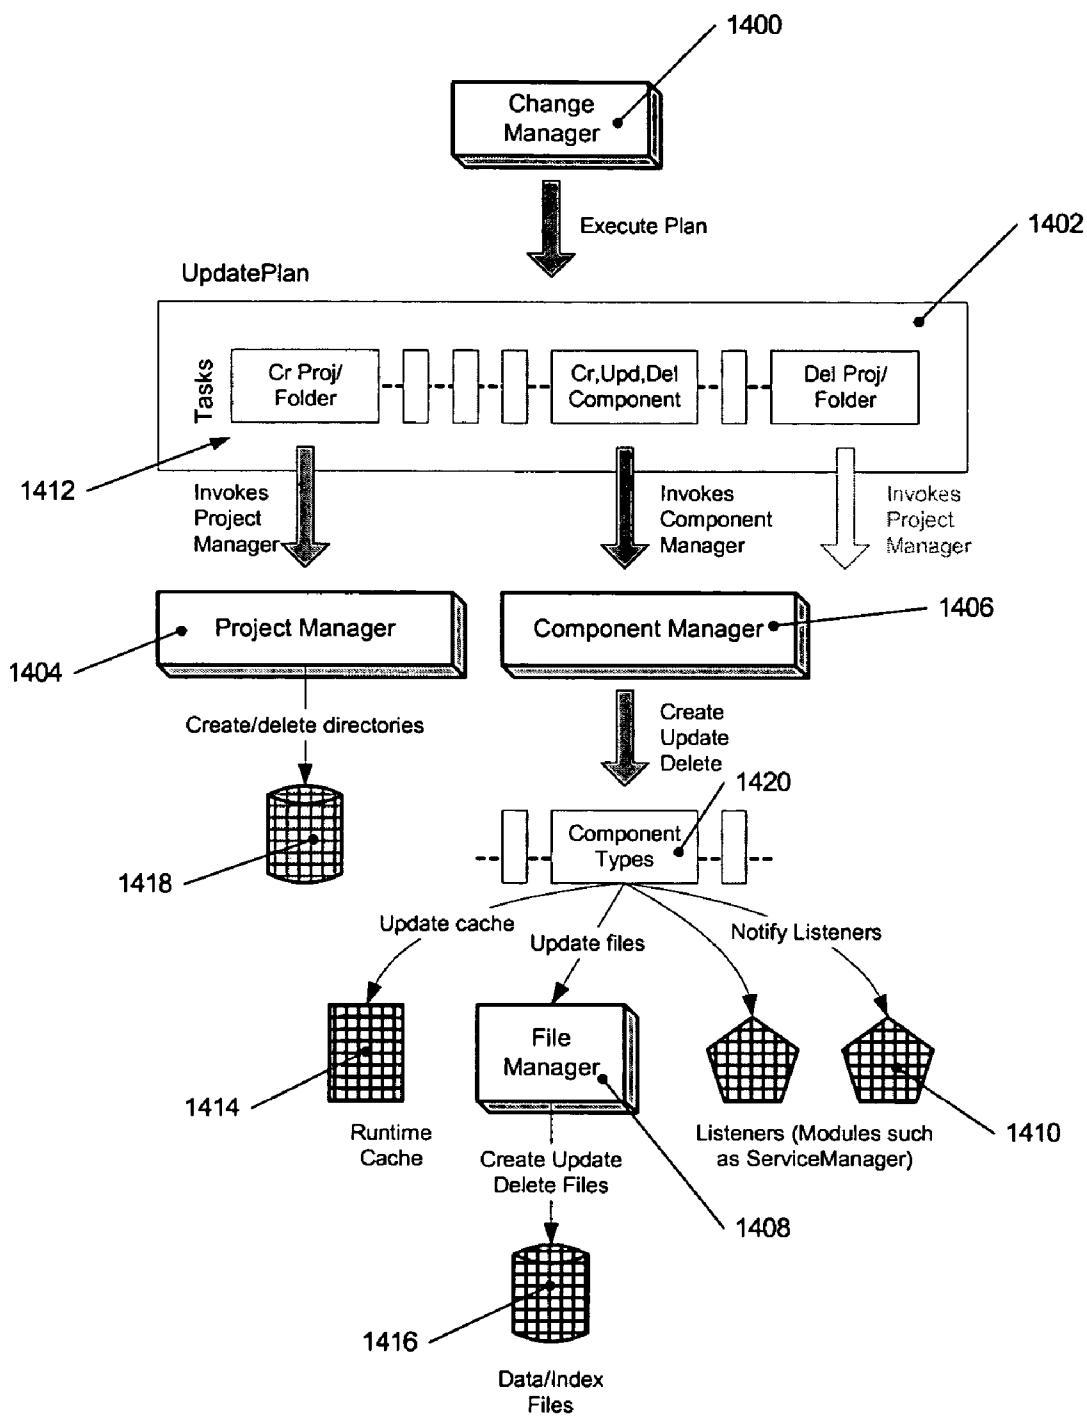 1400
Change
Manager
Execute Plan
1402
UpdatePlan
Tasks
Cr Proj/
Folder
Cr,Upd,Del
Component
Del Proj/
Folder
1412
Invokes
Project
Manager
Invokes
Component
Manager
Invokes
Project
Manager
Project Manager
Component Manager
1406
1404
Create/delete directories
Create
Update
Delete
1420
Component
Types
1418
Update cache
Update files
Notify Listeners
File
Manager
1414
Runtime
Cache
Listeners (Modules such
as ServiceManager)
1410
Create Update
Delete Files
1408
1416
Data/Index
Files